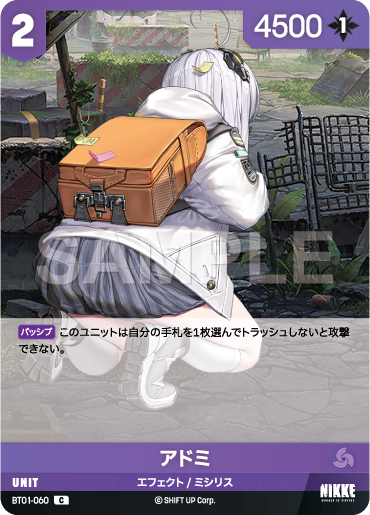 2
4500 1
SAMPLE
パッシブ このユニットは自分の手札を1枚選んでトラッシュしないと攻撃
できない。
アドミ
UNIT
エフェクト / ミシリス
BT01-060 C
© SHIFT UP Corp.
NIKKE